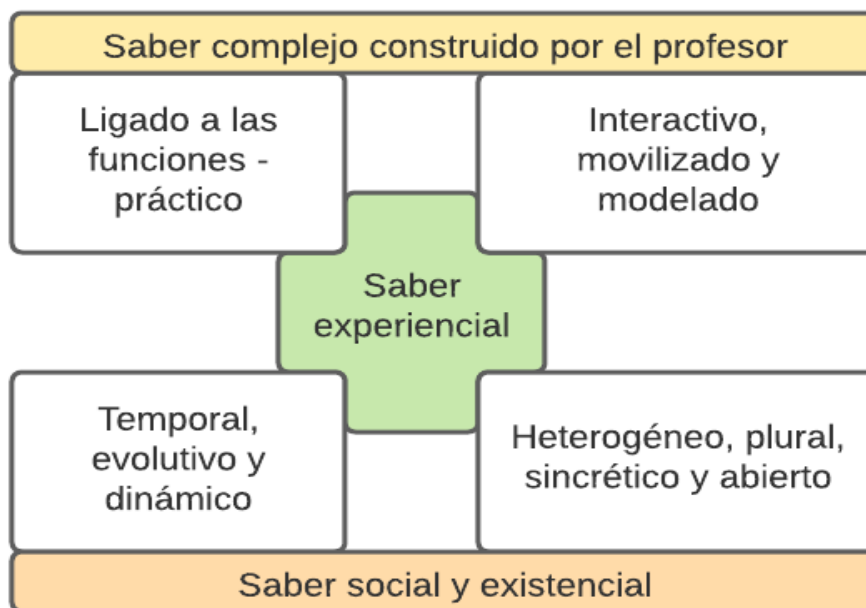 Saber complejo construido por el profesor
Ligado a las
funciones -
práctico
Interactivo,
movilizado y
modelado
Saber
experiencial
Temporal,
evolutivo y
dinámico
Heterogéneo, plural,
sincrético y abierto
Saber social y existencial